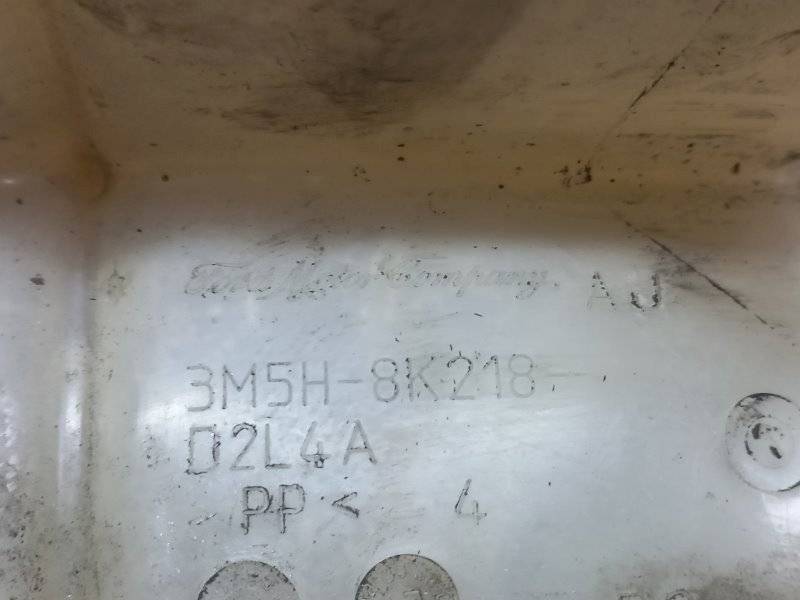 Ford Motor Company. AJ
3M5H-8K218-
D2L4A
PP< 4